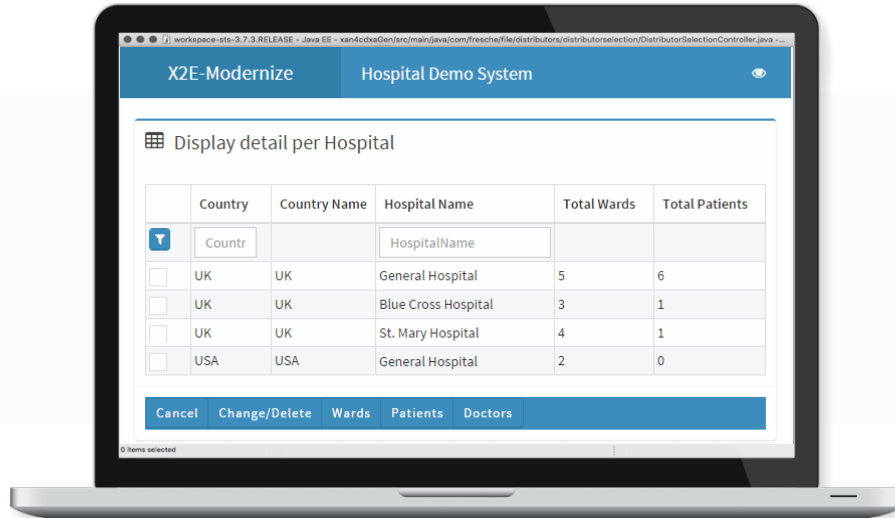 workspace-sts-3.7.3.RELEASE - Java EE - xan4cdxaGen/src/main/java/com/fresche/file/distributors/distributorselection/DistributorSelectionController.java -...
X2E-Modernize Hospital Demo System
Display detail per Hospital
Country Country Name Hospital Name Total Wards Total Patients
Countr HospitalName
UK UK General Hospital 5 6
UK UK Blue Cross Hospital 3 1
UK UK St. Mary Hospital 4 1
USA USA General Hospital 2 0
Cancel Change/Delete Wards Patients Doctors
0 items selected